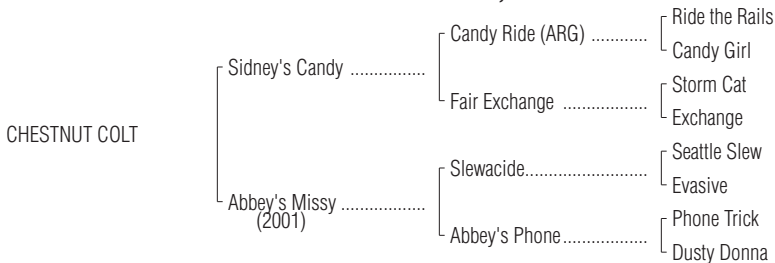 Ride the Rails
Candy Ride (ARG) ............
Candy Girl
Sidney's Candy ................
Storm Cat
Fair Exchange ..................
Exchange
CHESTNUT COLT
Seattle Slew
Slewacide..........................
Evasive
Abbey's Missy ..................
(2001)
Phone Trick
Abbey's Phone..................
Dusty Donna